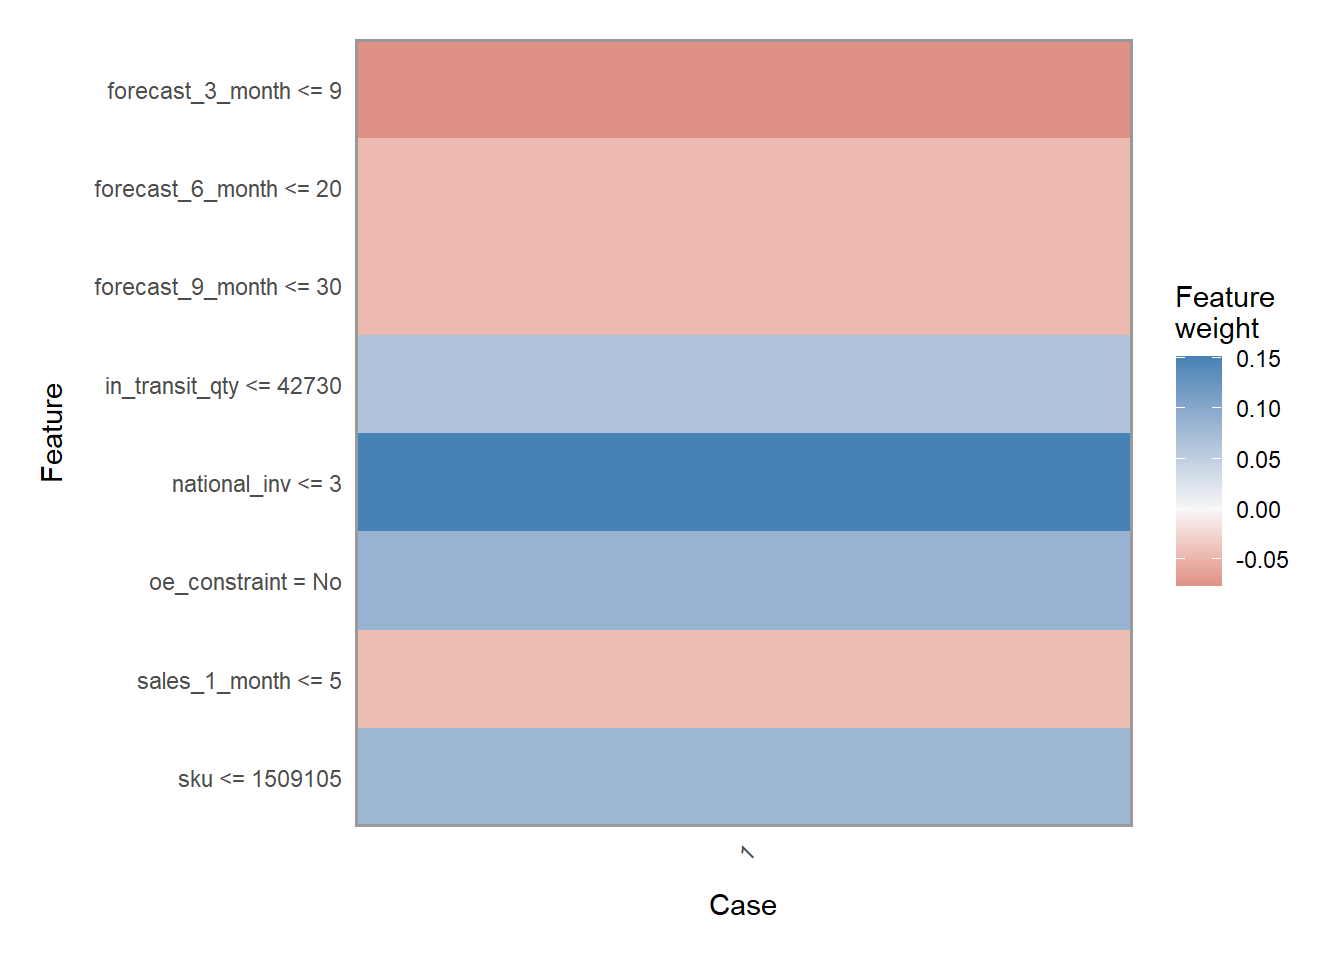 forecast_3_month <= 9
forecast_6_month <= 20
forecast_9_month <= 30
in_transit_qty <= 42730
national_inv <= 3
oe_constraint = No
sales_1_month <= 5
sku <= 1509105
Feature
1
Case
Feature
weight
0.15
0.10
0.05
0.00
-0.05